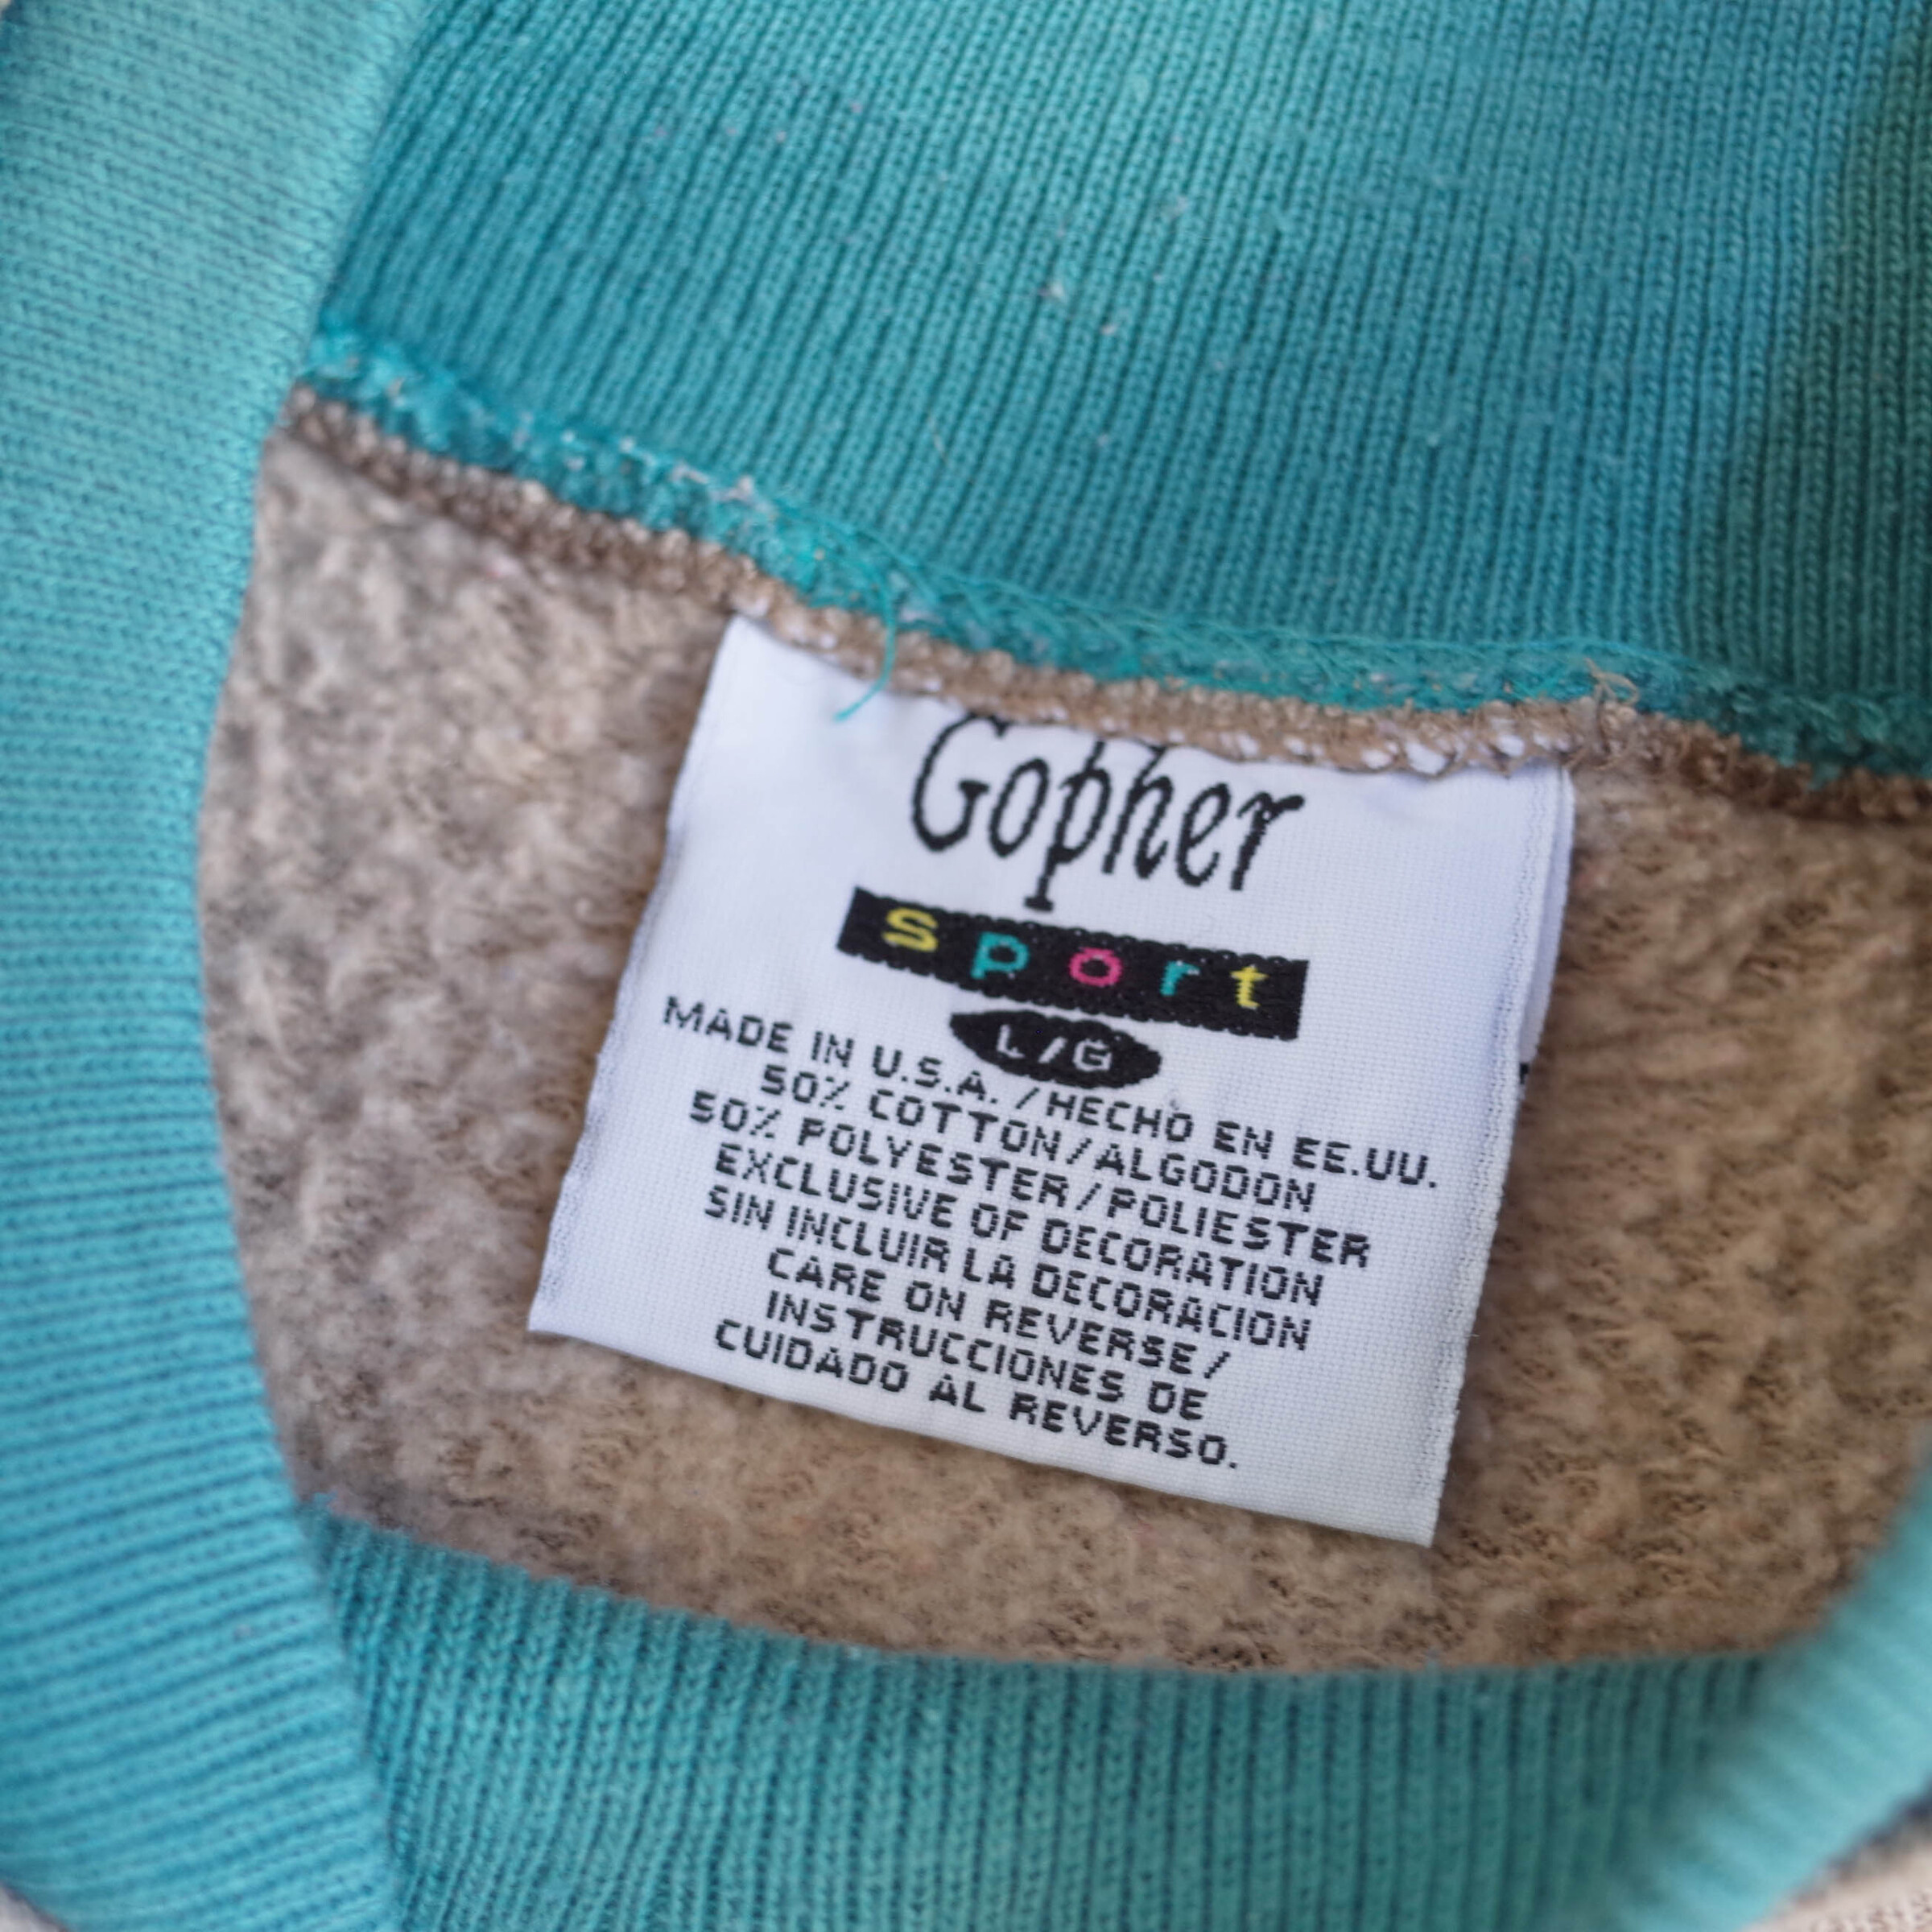 Gopher
sport
L/G
MADE IN U.S.A./HECHO EN EE.UU.
50% COTTON/ALGODON
50% POLYESTER/POLIESTER
EXCLUSIVE OF DECORATION
SIN INCLUIR LA DECORACION
CARE ON REVERSE/
INSTRUCCIONES DE
CUIDADO AL REVERSO.